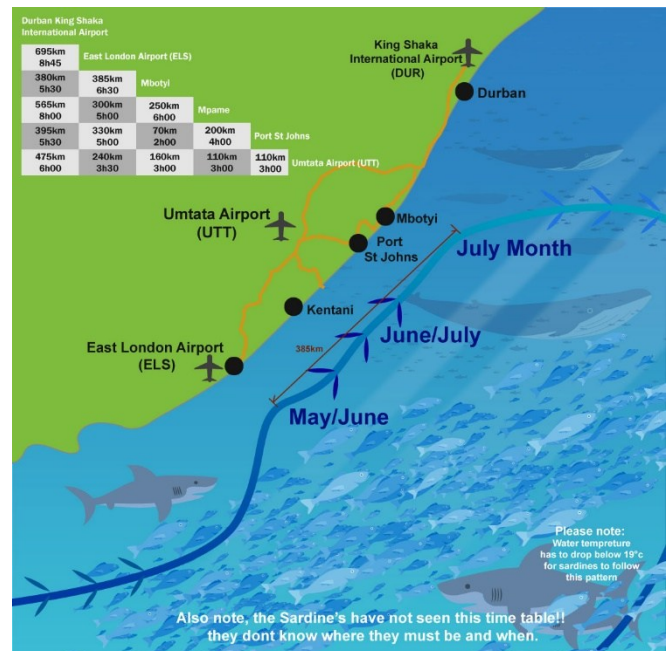 Durban King Shaka
International Airport
695km
8h45
East London Airport (ELS)
380km
5h30
385km
6h30
Mbotyi
565km
8h00
300km
5h00
250km
6h00
Mpame
395km
5h30
330km
5h00
70km
2h00
200km
4h00
Port St Johns
475km
6h00
240km
3h30
160km
3h00
110km
3h00
110km
3h00
Umtata Airport (UTT)
King Shaka
International Airport
(DUR)
Durban
Umtata Airport
(UTT)
Mbotyi
Port
St Johns
July Month
Kentani
June/July
East London Airport
(ELS)
385km
May/June
Please note:
Water tempreture
has to drop below 19°c
for sardines to follow
this pattern
Also note, the Sardine's have not seen this time table!!
they dont know where they must be and when.